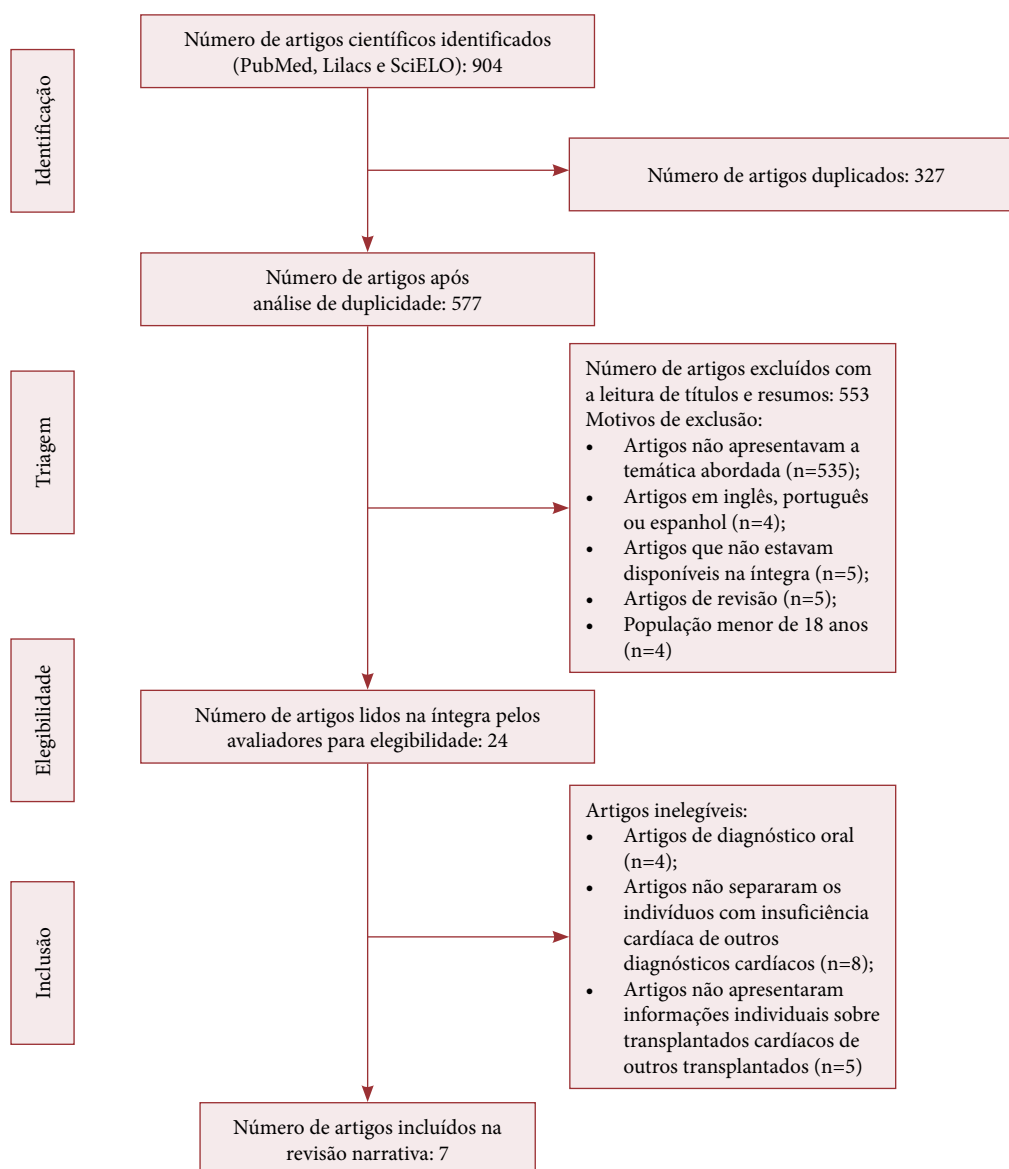 Número de artigos científicos identificados
(PubMed, Lilacs e SciELO): 904
Identificação
Número de artigos duplicados: 327
Número de artigos após
análise de duplicidade: 577
Triagem
Número de artigos excluídos com
a leitura de títulos e resumos: 553
Motivos de exclusão:
• Artigos não apresentavam a
temática abordada (n=535);
• Artigos em inglês, português
ou espanhol (n=4);
• Artigos que não estavam
disponíveis na íntegra (n=5);
• Artigos de revisão (n=5);
• População menor de 18 anos
(n=4)
Elegibilidade
Número de artigos lidos na íntegra pelos
avaliadores para elegibilidade: 24
Inclusão
Artigos inelegíveis:
• Artigos de diagnóstico oral
(n=4);
• Artigos não separaram os
indivíduos com insuficiência
cardíaca de outros
diagnósticos cardíacos (n=8);
• Artigos não apresentaram
informações individuais sobre
transplantados cardíacos de
outros transplantados (n=5)
Número de artigos incluídos na
revisão narrativa: 7